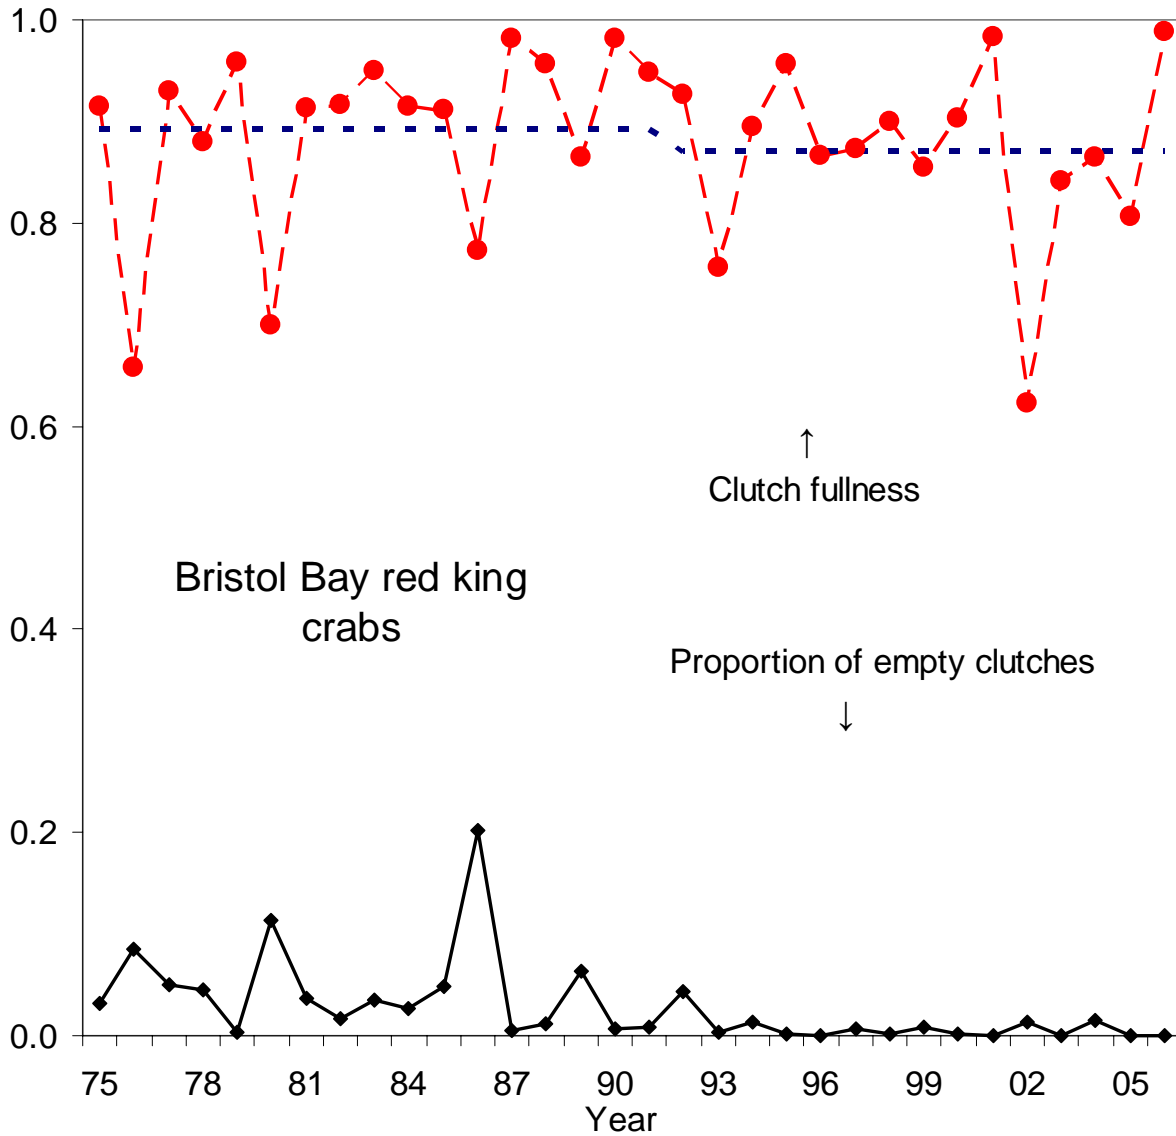 1.0
0.8
0.6
↑
Clutch fullness
Bristol Bay red king
crabs
0.4
Proportion of empty clutches
↓
0.2
0.0
75 78 81 84 87 90 93 96 99 02 05
Year